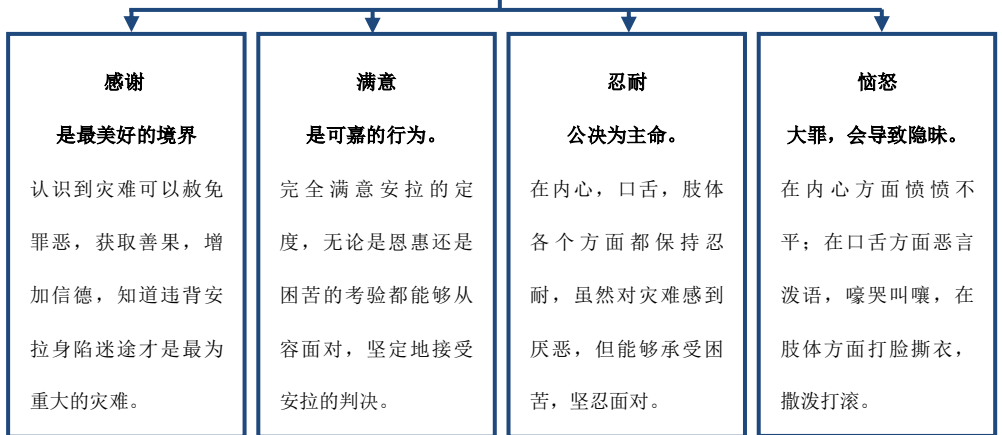 感谢
是最美好的境界
认识到灾难可以赦免
罪恶，获取善果，增
加信德，知道违背安
拉身陷迷途才是最为
重大的灾难。
满意
是可嘉的行为。
完全满意安拉的定
度，无论是恩惠还是
困苦的考验都能够从
容面对，坚定地接受
安拉的判决。
忍耐
公决为主命。
在内心，口舌，肢体
各个方面都保持忍
耐，虽然对灾难感到
厌恶，但能够承受困
苦，坚忍面对。
恼怒
大罪，会导致隐昧。
在内心方面愤愤不
平；在口舌方面恶言
泼语，嚎哭叫嚷，在
肢体方面打脸撕衣，
撒泼打滚。